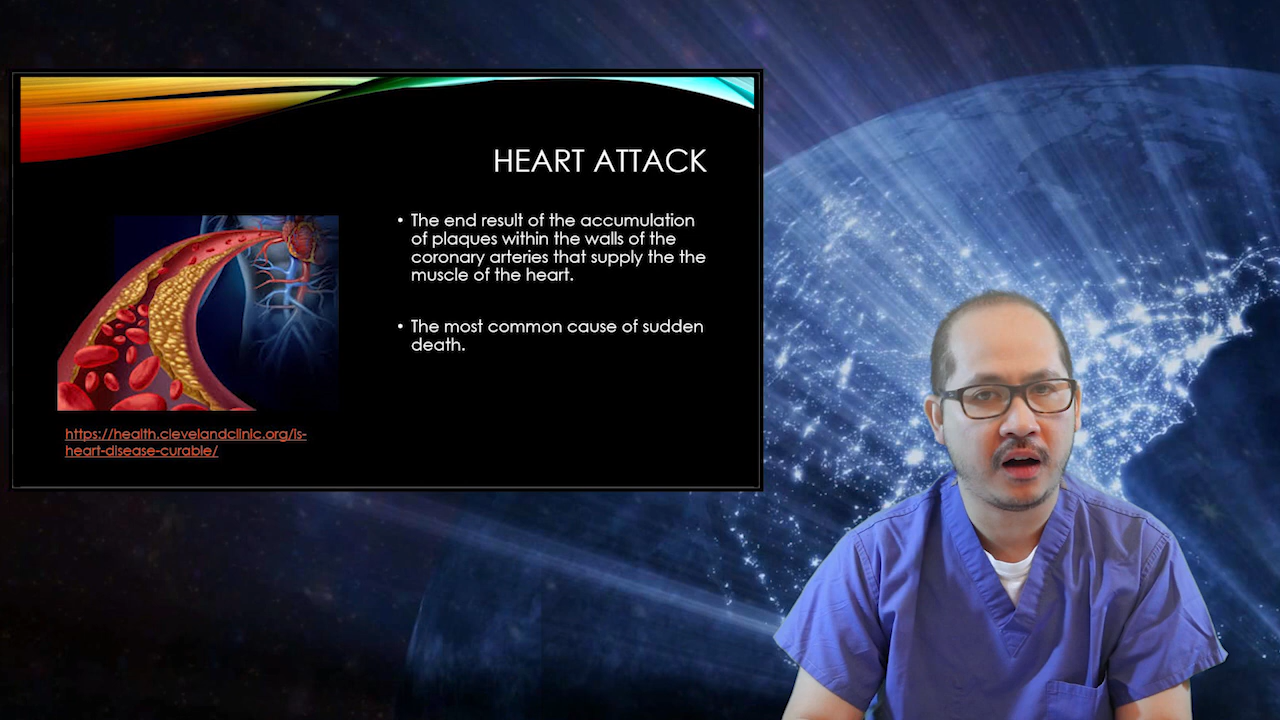 HEART ATTACK
• The end result of the accumulation
of plaques within the walls of the
coronary arteries that supply the the
muscle of the heart.
• The most common cause of sudden
death.
https://health.clevelandclinic.org/is-
heart-disease-curable/